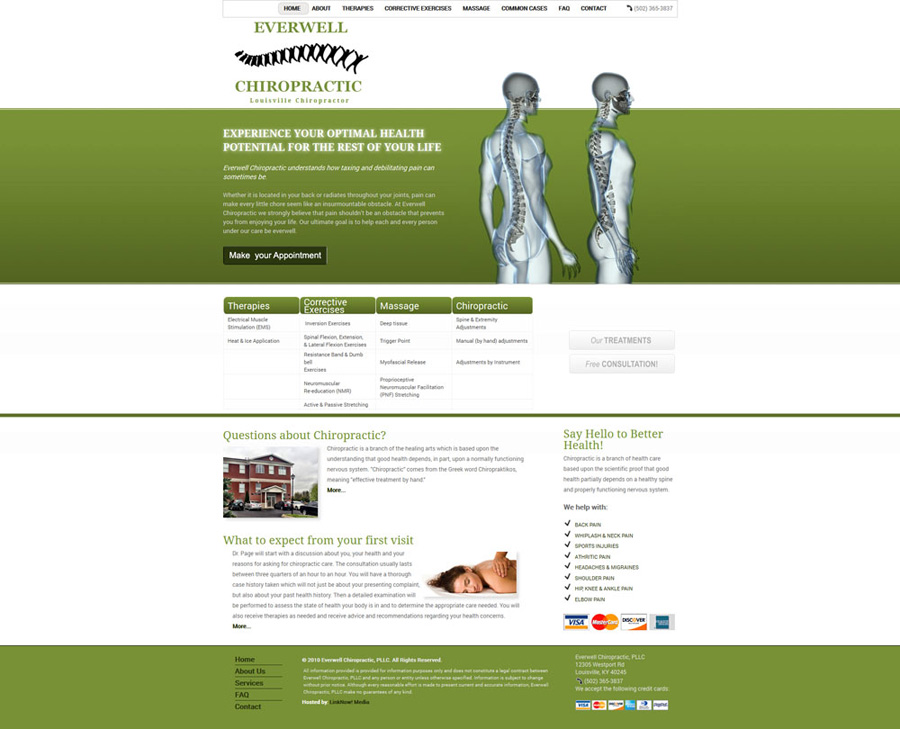 HOME ABOUT THERAPIES CORRECTIVE EXERCISES MASSAGE COMMON CASES FAQ CONTACT (502) 365-3837
EVERWELL
CHIROPRACTIC
Louisville Chiropractor
EXPERIENCE YOUR OPTIMAL HEALTH
POTENTIAL FOR THE REST OF YOUR LIFE
Everwell Chiropractic understands how taxing and debilitating pain can
sometimes be
Whether it is located in your back or radiates throughout your joints, pain can
make every little chore seem like an insurmountable obstacle. At Everwell
Chiropractic we strongly believe that pain shouldn't be an obstacle that prevents
you from enjoying your life. Our ultimate goal is to help each and every person
under our care be everwell.
Make your Appointment
Therapies Corrective Exercises Massage Chiropractic
Electrical Muscle Stimulation (EMS) Inversion Exercises Deep tissue Spine & Extremity Adjustments
Heat & Ice Application Spinal Flexion, Extension, & Lateral Flexion Exercises Trigger Point Manual (by hand) adjustments
Resistance Band & Dumb bell Exercises Myofascial Release Adjustments by Instrument
Neuromuscular Re-education (NMR) Proprioceptive Neuromuscular Facilitation (PNF) Stretching
Active & Passive Stretching
Our TREATMENTS
Free CONSULTATION!
Questions about Chiropractic?
Chiropractic is a branch of the healing arts which is based upon the
understanding that good health depends, in part, upon a normally functioning
nervous system. "Chiropractic" comes from the Greek word Chiropraktikos,
meaning "effective treatment by hand."
More...
What to expect from your first visit
Dr. Page will start with a discussion about you, your health and your
reasons for asking for chiropractic care. The consultation usually lasts
between three quarters of an hour to an hour. You will have a thorough
case history taken which will not just be about your presenting complaint,
but also about your past health history. Then a detailed examination will
be performed to assess the state of health your body is in and to determine the appropriate care needed. You will
also receive therapies as needed and receive advice and recommendations regarding your health concerns.
More...
Say Hello to Better
Health!
Chiropractic is a branch of health care
based upon the scientific proof that good
health partially depends on a healthy spine
and properly functioning nervous system.
We help with:
BACK PAIN
WHIPLASH & NECK PAIN
SPORTS INJURIES
ATHRITIC PAIN
HEADACHES & MIGRAINES
SHOULDER PAIN
HIP, KNEE & ANKLE PAIN
ELBOW PAIN
VISA MasterCard DISCOVER
Home
About Us
Services
FAQ
Contact
© 2010 Everwell Chiropractic, PLLC. All Rights Reserved.
All information provided is provided for information purposes only and does not constitute a legal contract between
Everwell Chiropractic, PLLC and any person or entity unless otherwise specified. Information is subject to change
without prior notice. Although every reasonable effort is made to present current and accurate information, Everwell
Chiropractic, PLLC make no guarantees of any kind.
Hosted by LinkNow! Media
Everwell Chiropractic, PLLC
12305 Westport Rd
Louisville, KY 40245
(502) 365-3837
We accept the following credit cards:
VISA